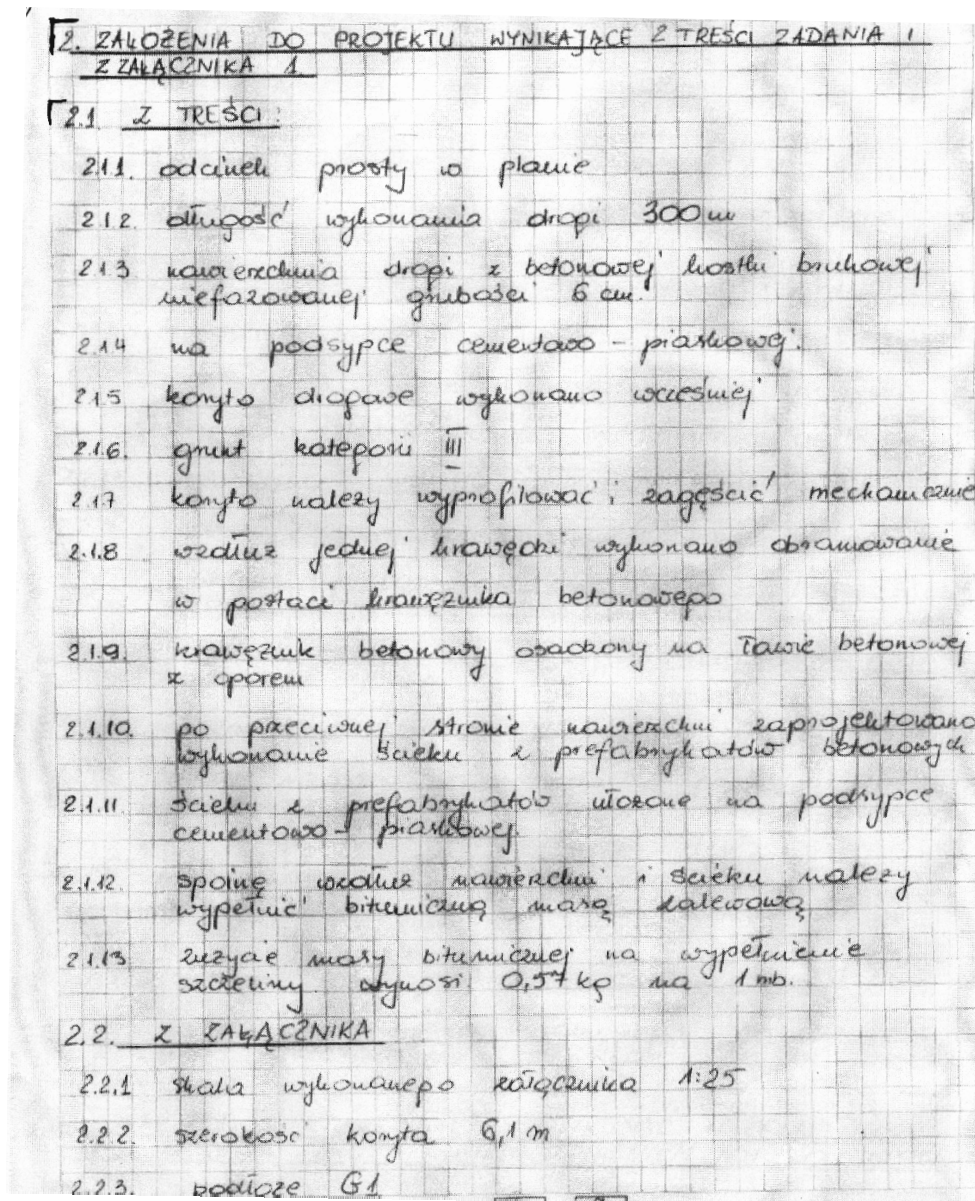 2. ZAŁOŻENIA DO PROJEKTU WYNIKAJĄCE Z TREŚCI ZADANIA I
Z ZAŁĄCZNIKA 1
2.1 Z TREŚCI:
2.1.1. odcinek prosty w planie
2.1.2. długość wykonania drogi 300 m
2.1.3 nawierzchnia drogi z betonowej kostki brukowej
niefazowanej grubości 6 cm.
2.1.4 na podsypce cementowo - piaskowej.
2.1.5 koryto drogowe wykonano wcześniej
2.1.6. grunt kategorii III
2.1.7 koryto należy wyprofilować i zagęścić mechanicznie
2.1.8 wzdłuż jednej krawędzi wykonano obramowanie
w postaci krawężnika betonowego
2.1.9. krawężnik betonowy osadzony na ławie betonowej
z oporem
2.1.10. po przeciwnej stronie nawierzchni zaprojektowano
wykonanie ścieku z prefabrykatów betonowych
2.1.11. ścieki z prefabrykatów ułożone na podsypce
cementowo - piaskowej.
2.1.12. spoinę wzdłuż nawierzchni i ścieku należy
wypełnić bitumiczną masą zalewową
2.1.13. zużycie masy bitumicznej na wypełnienie
szczeliny wynosi 0,57 kg na 1 mb.
2.2. Z ZAŁĄCZNIKA
2.2.1 skala wykonanego załącznika 1:25
2.2.2. szerokość koryta 6,1 m
2.2.3. podłoże G1